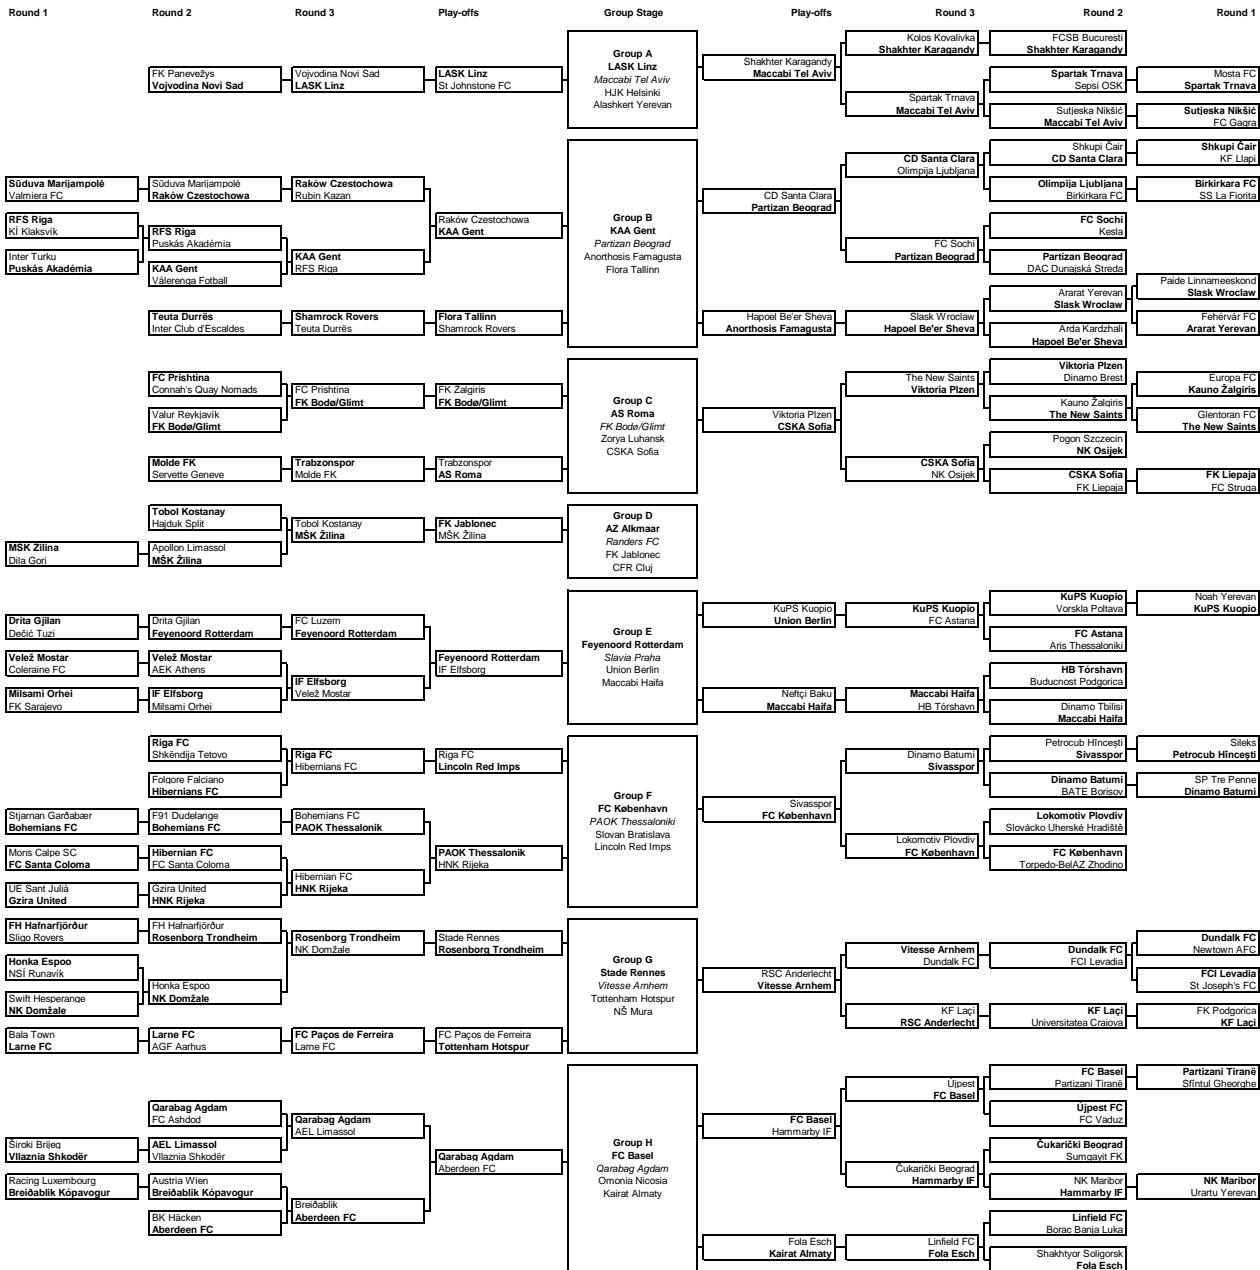 Round 1
Round 2
Round 3
Play-offs
Group Stage
Play-offs
Round 3
Round 2
Round 1
FK Panevežys
Vojvodina Novi Sad
Vojvodina Novi Sad
LASK Linz
LASK Linz
St Johnstone FC
Group A
LASK Linz
Maccabi Tel Aviv
HJK Helsinki
Alashkert Yerevan
Shakhter Karagandy
Maccabi Tel Aviv
Kolos Kovalivka
Shakhter Karagandy
Spartak Trnava
Maccabi Tel Aviv
FCSB Bucuresti
Shakhter Karagandy
Spartak Trnava
Sepsi OSK
Sutjeska Nikšić
Maccabi Tel Aviv
Mosta FC
Spartak Trnava
Sutjeska Nikšić
FC Gagra
Sūduva Marijampolė
Valmiera FC
RFS Riga
KÍ Klaksvík
Inter Turku
Puskás Akadémia
Sūduva Marijampolė
Raków Czestochowa
RFS Riga
Puskás Akadémia
KAA Gent
Vålerenga Fotball
Teuta Durrës
Inter Club d'Escaldes
Raków Czestochowa
Rubin Kazan
KAA Gent
RFS Riga
Shamrock Rovers
Teuta Durrës
Raków Czestochowa
KAA Gent
Flora Tallinn
Shamrock Rovers
Group B
KAA Gent
Partizan Beograd
Anorthosis Famagusta
Flora Tallinn
CD Santa Clara
Partizan Beograd
Hapoel Be'er Sheva
Anorthosis Famagusta
CD Santa Clara
Olimpija Ljubljana
FC Sochi
Partizan Beograd
Slask Wroclaw
Hapoel Be'er Sheva
Shkupi Čair
CD Santa Clara
Olimpija Ljubljana
Birkirkara FC
FC Sochi
Kesla
Partizan Beograd
DAC Dunajská Streda
Ararat Yerevan
Slask Wroclaw
Arda Kardzhali
Hapoel Be'er Sheva
Shkupi Čair
KF Llapi
Birkirkara FC
SS La Fiorita
Paide Linnameeskond
Slask Wroclaw
Fehérvár FC
Ararat Yerevan
FC Prishtina
Connah's Quay Nomads
Valur Reykjavík
FK Bodø/Glimt
Molde FK
Servette Geneve
FC Prishtina
FK Bodø/Glimt
Trabzonspor
Molde FK
FK Žalgiris
FK Bodø/Glimt
Trabzonspor
AS Roma
Group C
AS Roma
FK Bodø/Glimt
Zorya Luhansk
CSKA Sofia
Viktoria Plzen
CSKA Sofia
The New Saints
Viktoria Plzen
CSKA Sofia
NK Osijek
Viktoria Plzen
Dinamo Brest
Kauno Žalgiris
The New Saints
Pogon Szczecin
NK Osijek
CSKA Sofia
FK Liepaja
Europa FC
Kauno Žalgiris
Glentoran FC
The New Saints
FK Liepaja
FC Struga
MŠK Žilina
Dila Gori
Tobol Kostanay
Hajduk Split
Apollon Limassol
MŠK Žilina
Tobol Kostanay
MŠK Žilina
FK Jablonec
MŠK Žilina
Group D
AZ Alkmaar
Randers FC
FK Jablonec
CFR Cluj
Drita Gjilan
Dečić Tuzi
Velež Mostar
Coleraine FC
Milsami Orhei
FK Sarajevo
Drita Gjilan
Feyenoord Rotterdam
Velež Mostar
AEK Athens
IF Elfsborg
Milsami Orhei
FC Luzern
Feyenoord Rotterdam
IF Elfsborg
Velež Mostar
Feyenoord Rotterdam
IF Elfsborg
Group E
Feyenoord Rotterdam
Slavia Praha
Union Berlin
Maccabi Haifa
KuPS Kuopio
Union Berlin
Neftçi Baku
Maccabi Haifa
KuPS Kuopio
FC Astana
Maccabi Haifa
HB Tórshavn
KuPS Kuopio
Vorskla Poltava
FC Astana
Aris Thessaloniki
HB Tórshavn
Buducnost Podgorica
Dinamo Tbilisi
Maccabi Haifa
Noah Yerevan
KuPS Kuopio
Stjarnan Garðabær
Bohemians FC
Mons Calpe SC
FC Santa Coloma
UE Sant Julià
Gzira United
Riga FC
Shkëndija Tetovo
Folgore Falciano
Hibernians FC
F91 Dudelange
Bohemians FC
Hibernian FC
FC Santa Coloma
Gzira United
HNK Rijeka
Riga FC
Hibernians FC
Bohemians FC
PAOK Thessalonik
Hibernian FC
HNK Rijeka
Riga FC
Lincoln Red Imps
PAOK Thessalonik
HNK Rijeka
Group F
FC København
PAOK Thessaloniki
Slovan Bratislava
Lincoln Red Imps
Sivasspor
FC København
Dinamo Batumi
Sivasspor
Lokomotiv Plovdiv
FC København
Petrocub Hîncești
Sivasspor
Dinamo Batumi
BATE Borisov
Lokomotiv Plovdiv
Slovácko Uherské Hradiště
FC København
Torpedo-BelAZ Zhodino
Sileks
Petrocub Hîncești
SP Tre Penne
Dinamo Batumi
FH Hafnarfjörður
Sligo Rovers
Honka Espoo
NSÍ Runavík
Swift Hesperange
NK Domžale
Bala Town
Larne FC
FH Hafnarfjörður
Rosenborg Trondheim
Honka Espoo
NK Domžale
Larne FC
AGF Aarhus
Rosenborg Trondheim
NK Domžale
FC Paços de Ferreira
Larne FC
Stade Rennes
Rosenborg Trondheim
FC Paços de Ferreira
Tottenham Hotspur
Group G
Stade Rennes
Vitesse Arnhem
Tottenham Hotspur
NŠ Mura
RSC Anderlecht
Vitesse Arnhem
Vitesse Arnhem
Dundalk FC
KF Laçi
RSC Anderlecht
Dundalk FC
FCI Levadia
KF Laçi
Universitatea Craiova
Dundalk FC
Newtown AFC
FCI Levadia
St Joseph's FC
FK Podgorica
KF Laçi
Široki Brijeg
Vllaznia Shkodër
Racing Luxembourg
Breiðablik Kópavogur
Qarabag Agdam
FC Ashdod
AEL Limassol
Vllaznia Shkodër
Austria Wien
Breiðablik Kópavogur
BK Häcken
Aberdeen FC
Qarabag Agdam
AEL Limassol
Breiðablik
Aberdeen FC
Qarabag Agdam
Aberdeen FC
Group H
FC Basel
Qarabag Agdam
Omonia Nicosia
Kairat Almaty
FC Basel
Hammarby IF
Fola Esch
Kairat Almaty
Újpest
FC Basel
Čukarički Beograd
Hammarby IF
Linfield FC
Fola Esch
FC Basel
Partizani Tiranë
Újpest FC
FC Vaduz
Čukarički Beograd
Sumgayit FK
NK Maribor
Hammarby IF
Linfield FC
Borac Banja Luka
Shakhtyor Soligorsk
Fola Esch
Partizani Tiranë
Sfîntul Gheorghe
NK Maribor
Urartu Yerevan